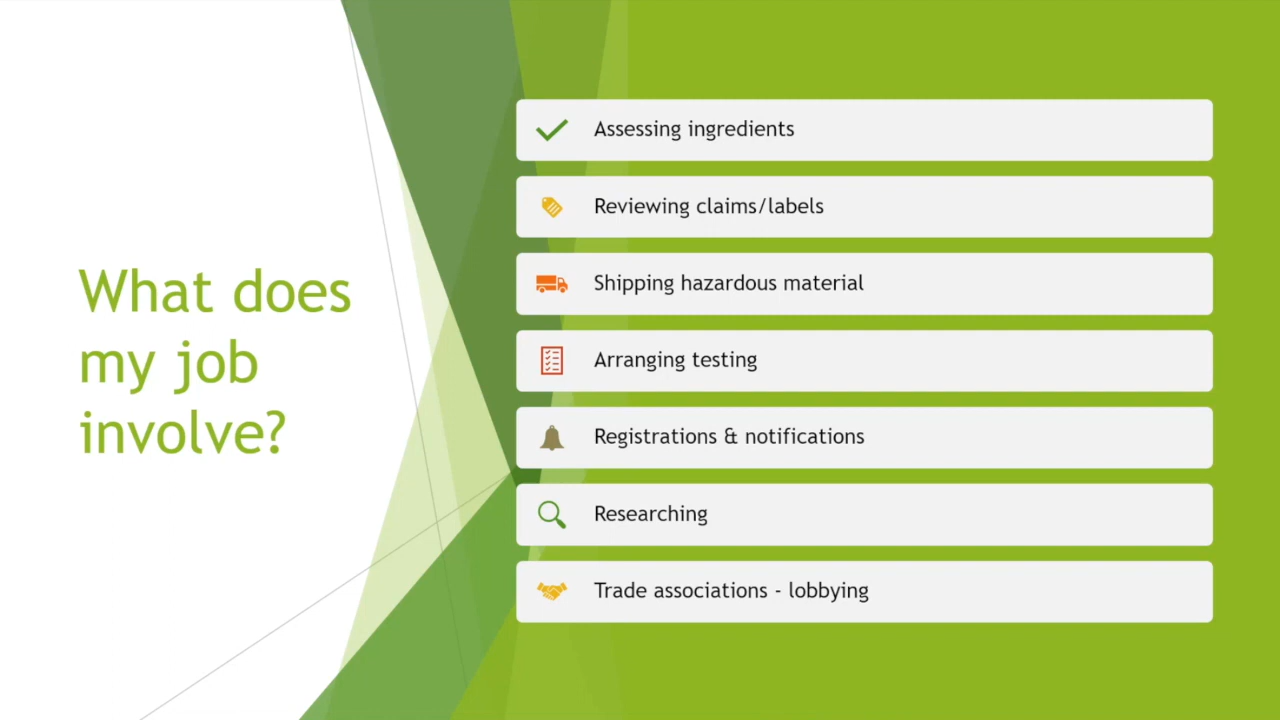 What does
my job
involve?
Assessing ingredients
Reviewing claims/labels
Shipping hazardous material
Arranging testing
Registrations & notifications
Researching
Trade associations - lobbying